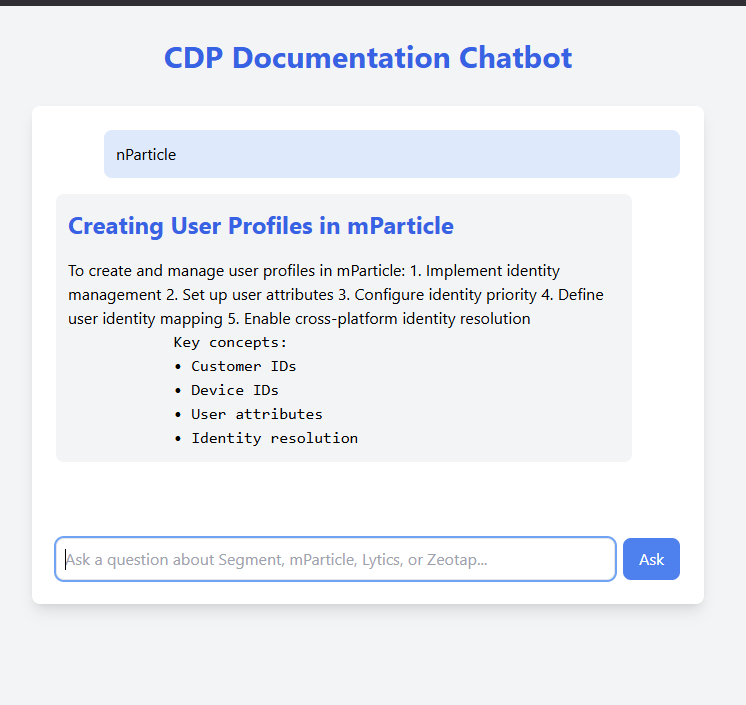 CDP Documentation Chatbot
nParticle
Creating User Profiles in mParticle
To create and manage user profiles in mParticle: 1. Implement identity
management 2. Set up user attributes 3. Configure identity priority 4. Define
user identity mapping 5. Enable cross-platform identity resolution
Key concepts:
• Customer IDs
• Device IDs
• User attributes
• Identity resolution
Ask a question about Segment, mParticle, Lytics, or Zeotap...
Ask